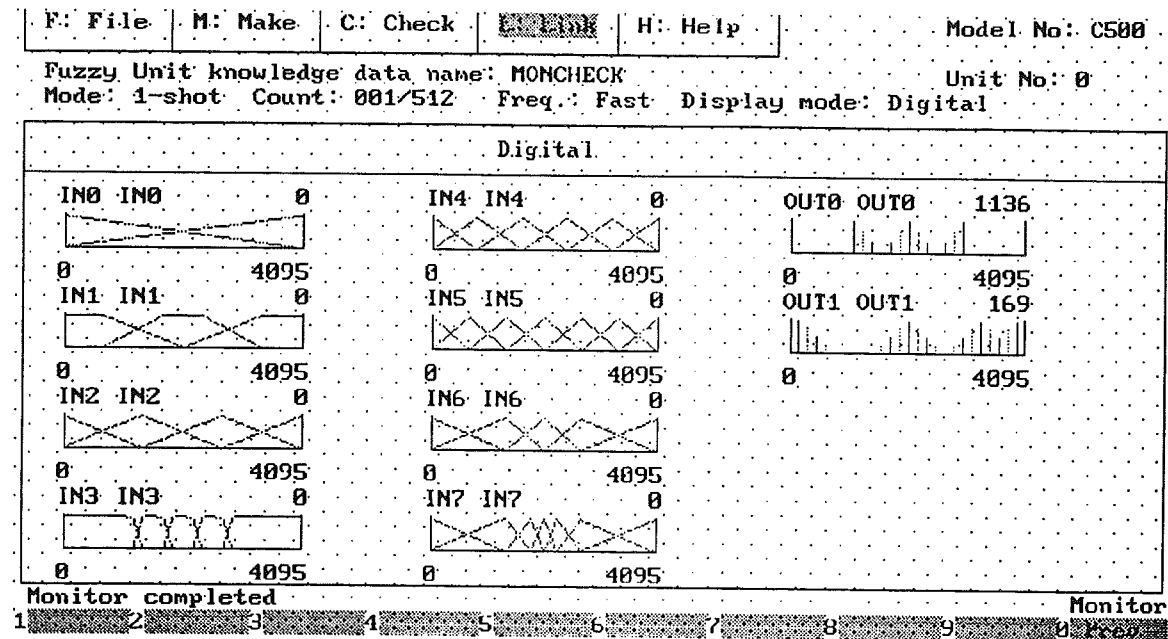 F: File M: Make C: Check L: Link H: Help Model No: C500
Fuzzy Unit knowledge data name: MONCHECK Unit No: 0
Mode: 1-shot Count: 001/512 Freq.: Fast Display mode: Digital
Digital
IN0 IN0 0
0 4095
IN1 IN1 0
0 4095
IN2 IN2 0
0 4095
IN3 IN3 0
0 4095
IN4 IN4 0
0 4095
IN5 IN5 0
0 4095
IN6 IN6 0
0 4095
IN7 IN7 0
0 4095
OUT0 OUT0 1136
0 4095
OUT1 OUT1 169
0 4095
Monitor completed Monitor
1 2 3 4 5 6 7 8 9 0